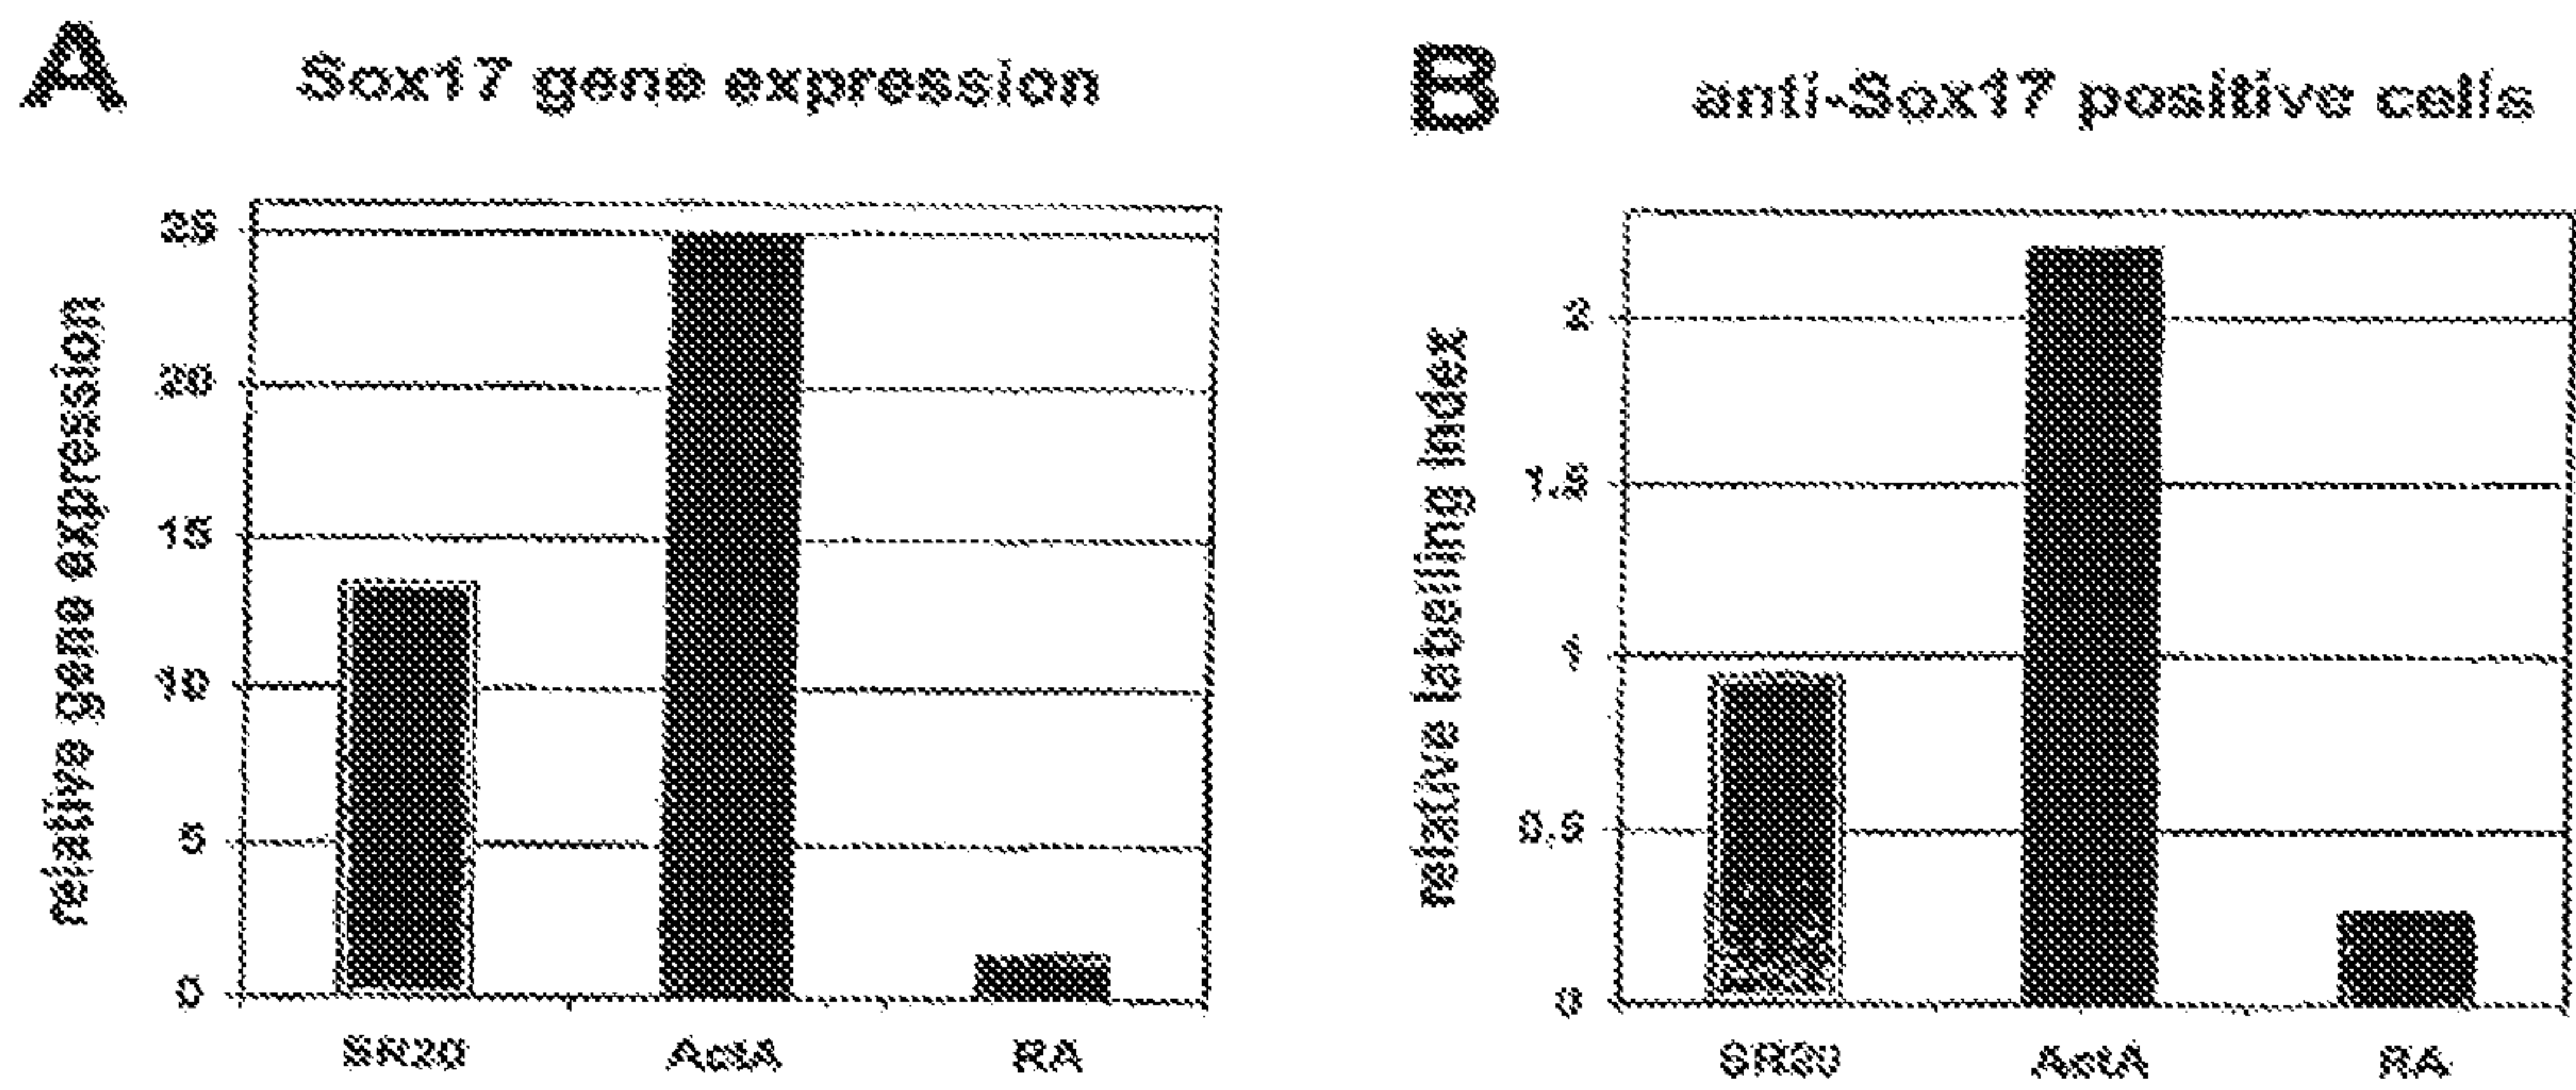 A
Sox17 gene expression
relative gene expression
25
20
15
10
5
0
SR20
ActA
RA
B
anti-Sox17 positive cells
relative labelling index
2
1.5
1
0.5
0
SR20
ActA
RA